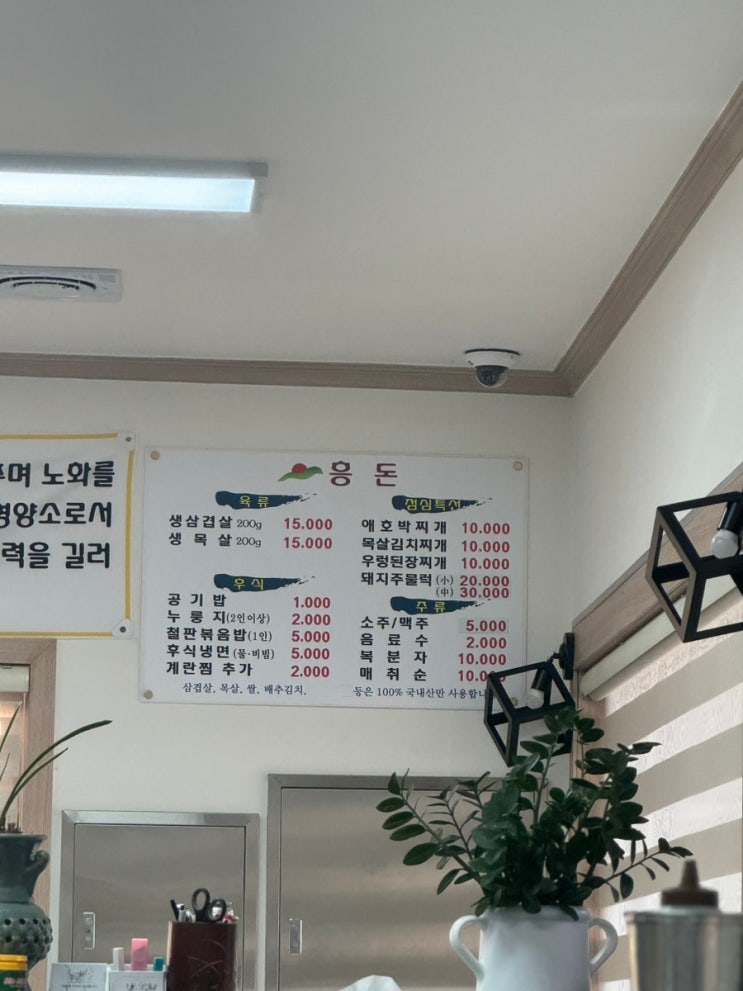 며 노화를
영양소로서
력을 길러
흥돈
육류
생삼겹살 200g 15.000
생목살 200g 15.000
후식
공기밥 1.000
누룽지(2인이상) 2.000
철판볶음밥(1인) 5.000
후식냉면(물·비빔) 5.000
계란찜 추가 2.000
점심특선
애호박찌개 10.000
목살김치찌개 10.000
우렁된장찌개 10.000
돼지주물럭 (小) 20.000
(中) 30.000
주류
소주/맥주 5.000
음료수 2.000
복분자 10.000
매취순 10.000
삼겹살, 목살, 쌀, 배추김치, 등은 100% 국내산만 사용합니